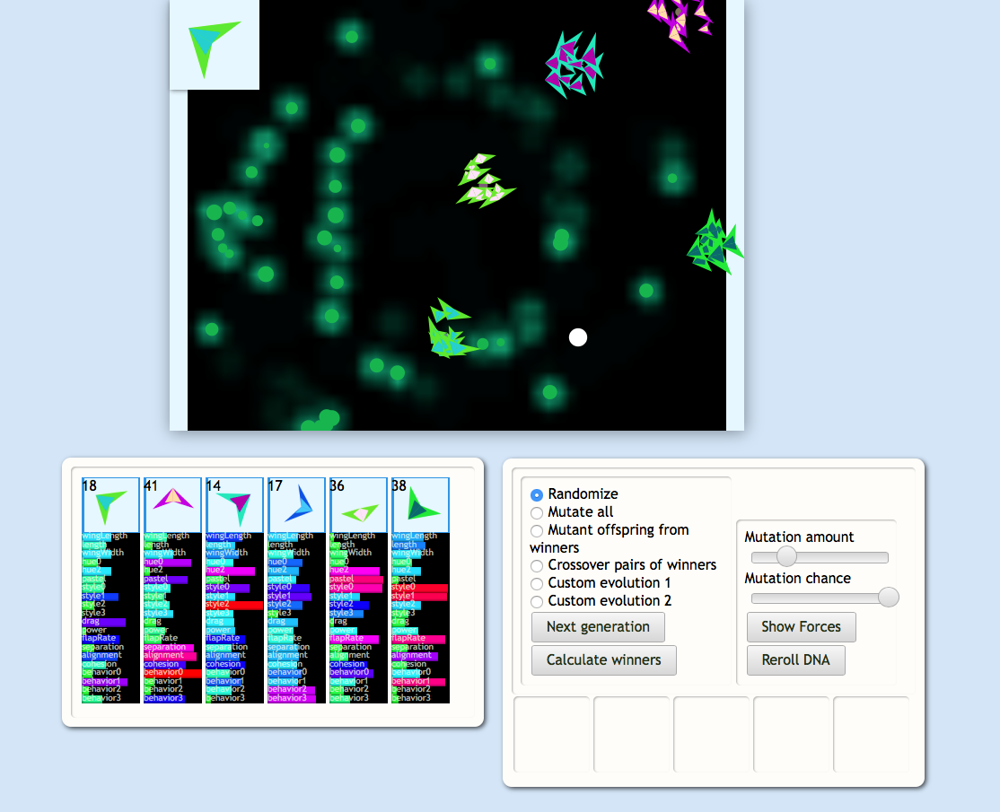 18 41 14 17 36 38
wingLength wingLength wingLength wingLength wingLength wingLength
length length length length length length
wingWidth wingWidth wingWidth wingWidth wingWidth wingWidth
hue0 hue0 hue0 hue0 hue0 hue0
hue2 hue2 hue2 hue2 hue2 hue2
pastel pastel pastel pastel pastel pastel
style0 style0 style0 style0 style0 style0
style1 style1 style1 style1 style1 style1
style2 style2 style2 style2 style2 style2
style3 style3 style3 style3 style3 style3
drag drag drag drag drag drag
power power power power power power
flapRate flapRate flapRate flapRate flapRate flapRate
separation separation separation separation separation separation
alignment alignment alignment alignment alignment alignment
cohesion cohesion cohesion cohesion cohesion cohesion
behavior0 behavior0 behavior0 behavior0 behavior0 behavior0
behavior1 behavior1 behavior1 behavior1 behavior1 behavior1
behavior2 behavior2 behavior2 behavior2 behavior2 behavior2
behavior3 behavior3 behavior3 behavior3 behavior3 behavior3
Randomize
Mutate all
Mutant offspring from
winners
Crossover pairs of winners
Custom evolution 1
Custom evolution 2
Next generation
Calculate winners
Mutation amount
Mutation chance
Show Forces
Reroll DNA